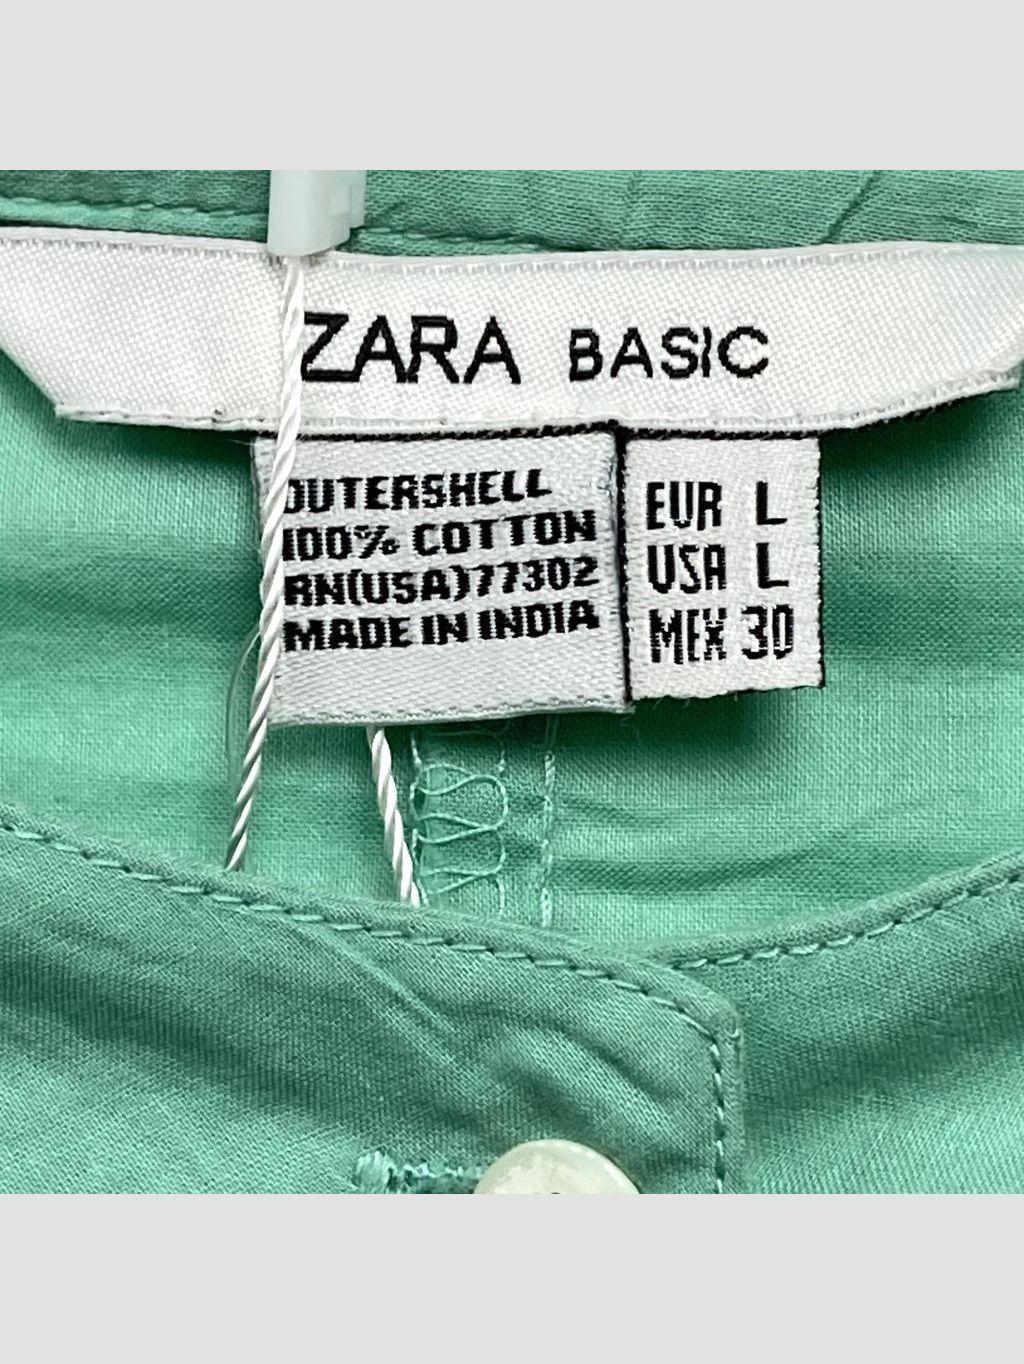 ZARA BASIC
OUTERSHELL
100% COTTON
RN(USA)77302
MADE IN INDIA
EUR L
USA L
MEX 30